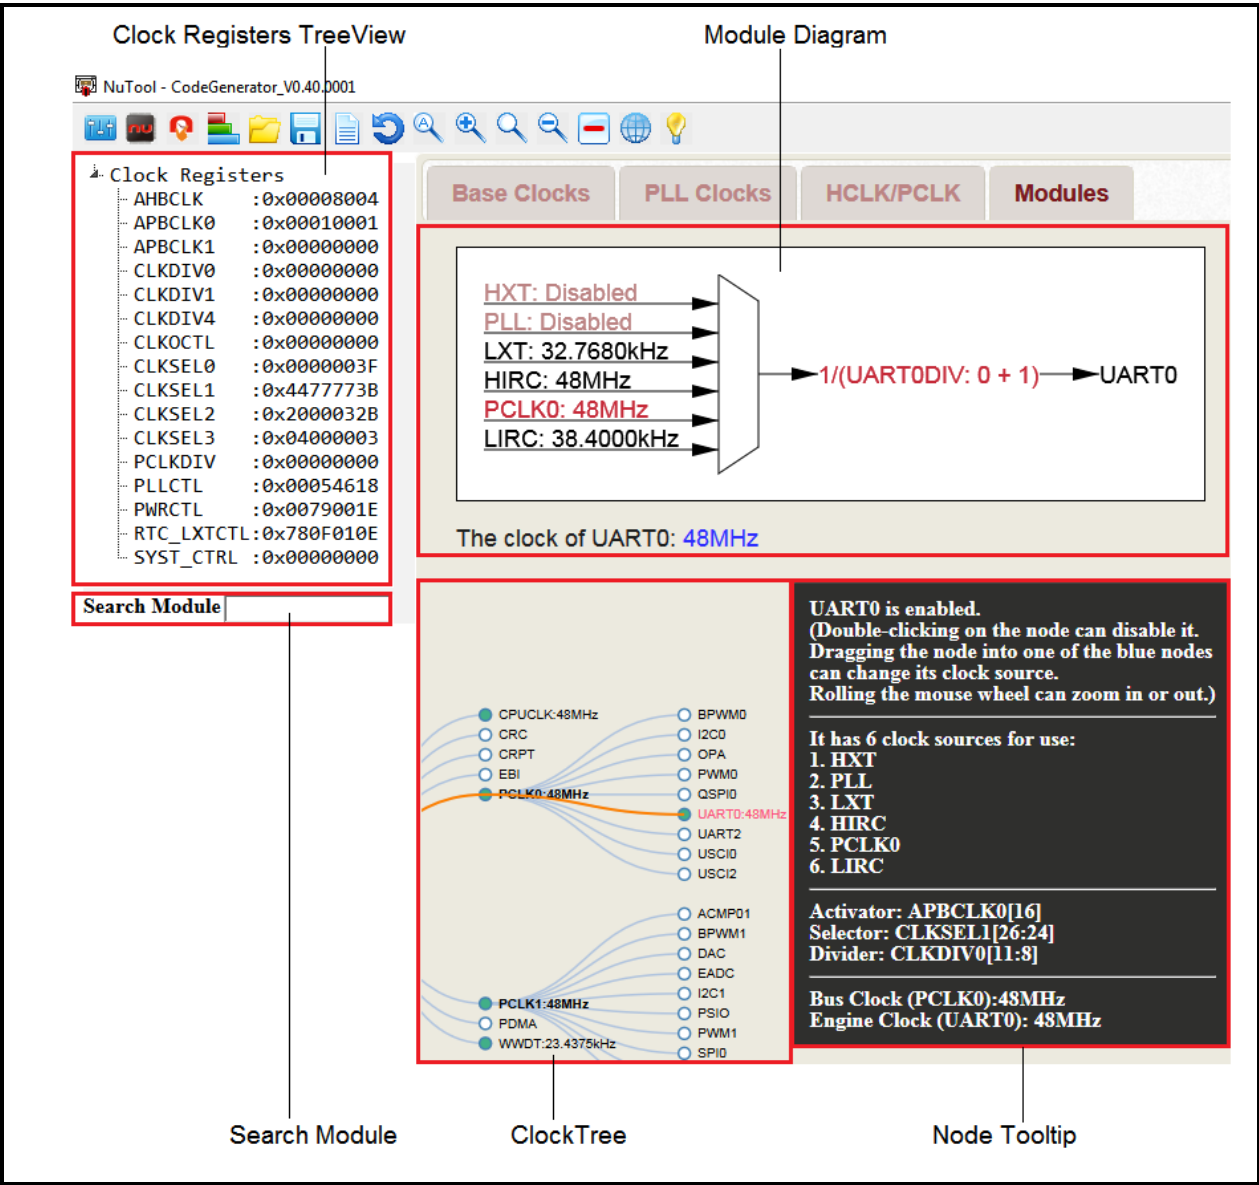 Clock Registers TreeView
Module Diagram
NuTool - CodeGenerator_V0.40.0001
Clock Registers
AHBCLK :0x00008004
APBCLK0 :0x00010001
APBCLK1 :0x00000000
CLKDIV0 :0x00000000
CLKDIV1 :0x00000000
CLKDIV4 :0x00000000
CLKOCTL :0x00000000
CLKSEL0 :0x0000003F
CLKSEL1 :0x4477773B
CLKSEL2 :0x2000032B
CLKSEL3 :0x04000003
PCLKDIV :0x00000000
PLLCTL :0x00054618
PWRCTL :0x0079001E
RTC_LXTCTL:0x780F010E
SYST_CTRL :0x00000000
Search Module
Base Clocks PLL Clocks HCLK/PCLK Modules
HXT: Disabled
PLL: Disabled
LXT: 32.7680kHz
HIRC: 48MHz
PCLK0: 48MHz
LIRC: 38.4000kHz
1/(UART0DIV: 0 + 1) UART0
The clock of UART0: 48MHz
CPUCLK:48MHz
CRC
CRPT
EBI
PCLK0:48MHz
BPWM0
I2C0
OPA
PWM0
QSPI0
UART0:48MHz
UART2
USCI0
USCI2
PCLK1:48MHz
PDMA
WWDT:23.4375kHz
ACMP01
BPWM1
DAC
EADC
I2C1
PSIO
PWM1
SPI0
UART0 is enabled.
(Double-clicking on the node can disable it.
Dragging the node into one of the blue nodes
can change its clock source.
Rolling the mouse wheel can zoom in or out.)
It has 6 clock sources for use:
1. HXT
2. PLL
3. LXT
4. HIRC
5. PCLK0
6. LIRC
Activator: APBCLK0[16]
Selector: CLKSEL1[26:24]
Divider: CLKDIV0[11:8]
Bus Clock (PCLK0):48MHz
Engine Clock (UART0): 48MHz
Search Module
ClockTree
Node Tooltip